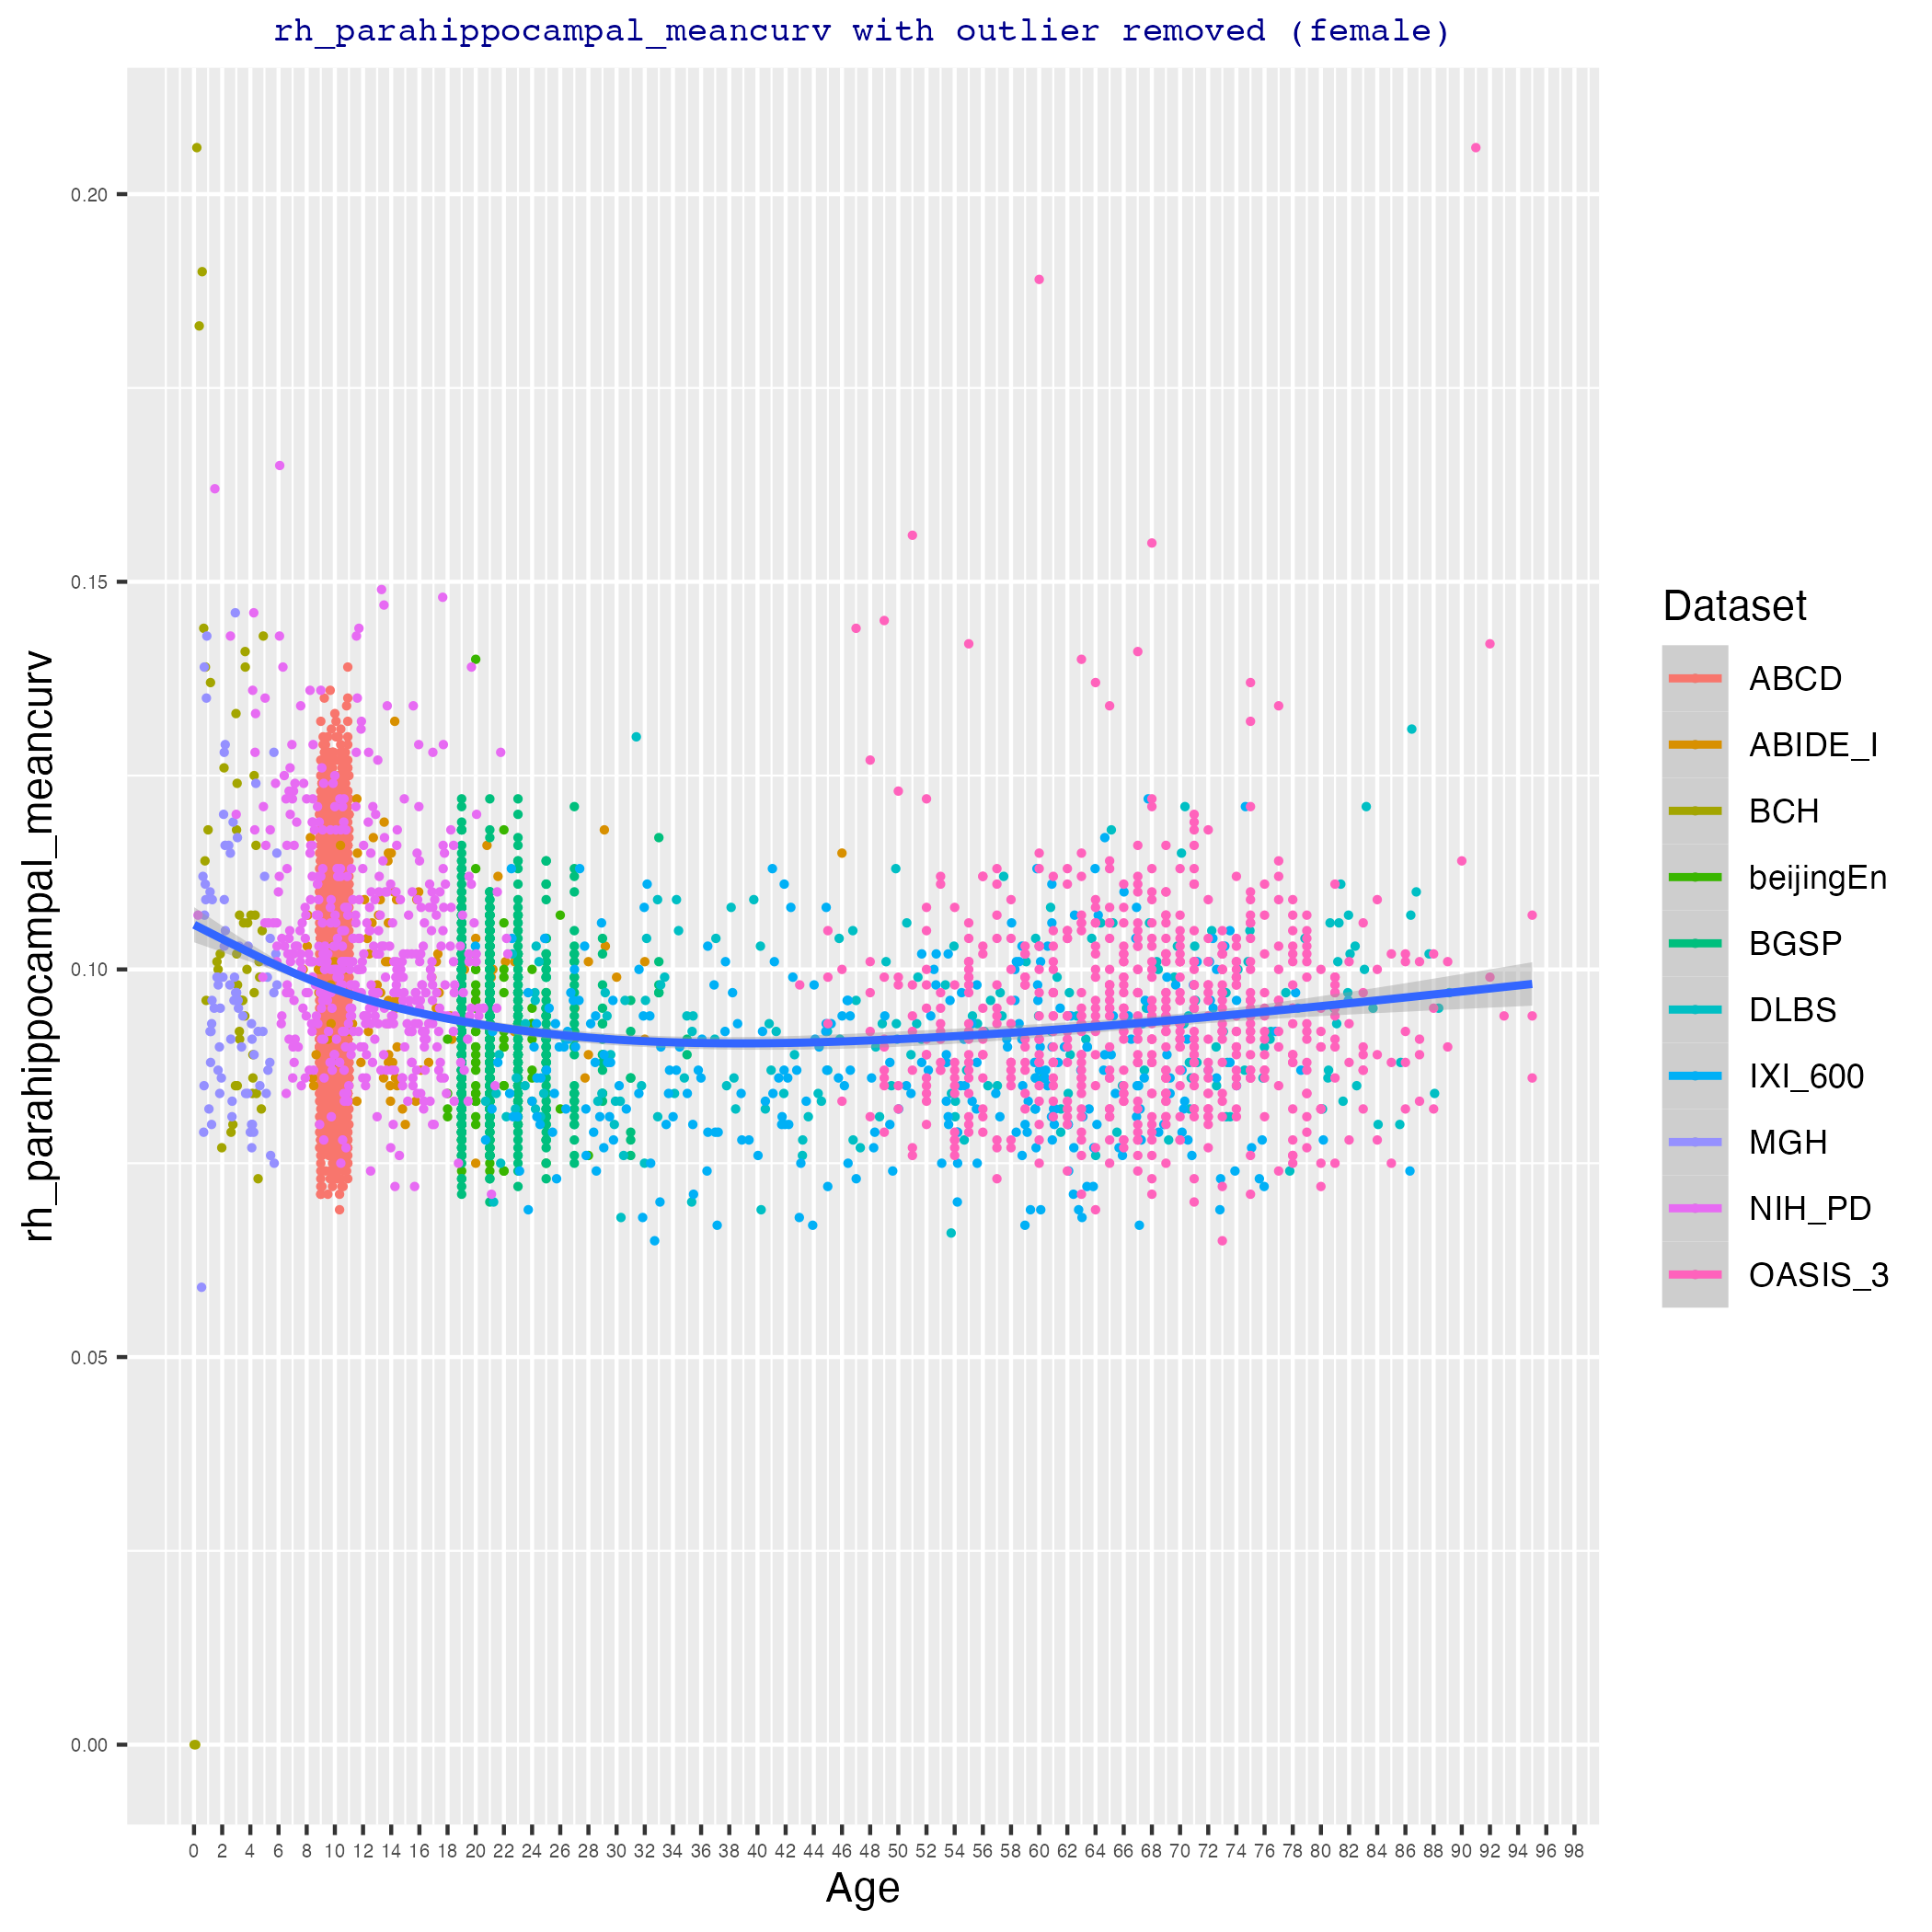 rh_parahippocampal_meancurv with outlier removed (female)
rh_parahippocampal_meancurv
0.20
0.15
0.10
0.05
0.00
0 2 4 6 8 10 12 14 16 18 20 22 24 26 28 30 32 34 36 38 40 42 44 46 48 50 52 54 56 58 60 62 64 66 68 70 72 74 76 78 80 82 84 86 88 90 92 94 96 98
Age
Dataset
ABCD
ABIDE_I
BCH
beijingEn
BGSP
DLBS
IXI_600
MGH
NIH_PD
OASIS_3